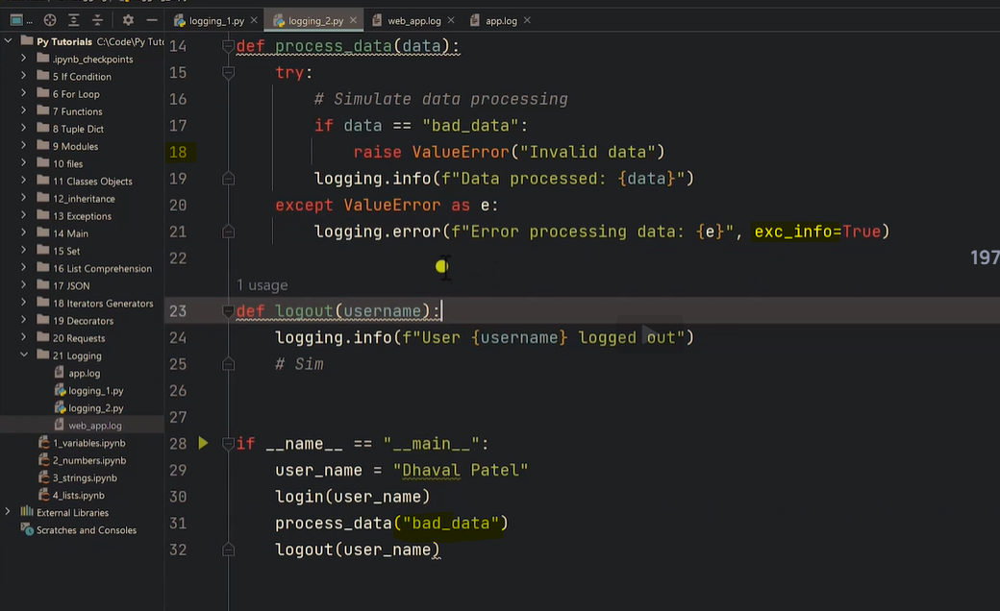 logging_1.py
logging_2.py
web_app.log
app.log
Py Tutorials C:\Code\Py Tut
.ipynb_checkpoints
5 If Condition
6 For Loop
7 Functions
8 Tuple Dict
9 Modules
10 files
11 Classes Objects
12_inheritance
13 Exceptions
14 Main
15 Set
16 List Comprehension
17 JSON
18 Iterators Generators
19 Decorators
20 Requests
21 Logging
app.log
logging_1.py
logging_2.py
web_app.log
1_variables.ipynb
2_numbers.ipynb
3_strings.ipynb
4_lists.ipynb
External Libraries
Scratches and Consoles
14 def process_data(data):
15 try:
16 # Simulate data processing
17 if data == "bad_data":
18 raise ValueError("Invalid data")
19 logging.info(f"Data processed: {data}")
20 except ValueError as e:
21 logging.error(f"Error processing data: {e}", exc_info=True)
22
197
1 usage
23 def logout(username):
24 logging.info(f"User {username} logged out")
25 # Sim
26
27
28 if __name__ == "__main__":
29 user_name = "Dhaval Patel"
30 login(user_name)
31 process_data("bad_data")
32 logout(user_name)